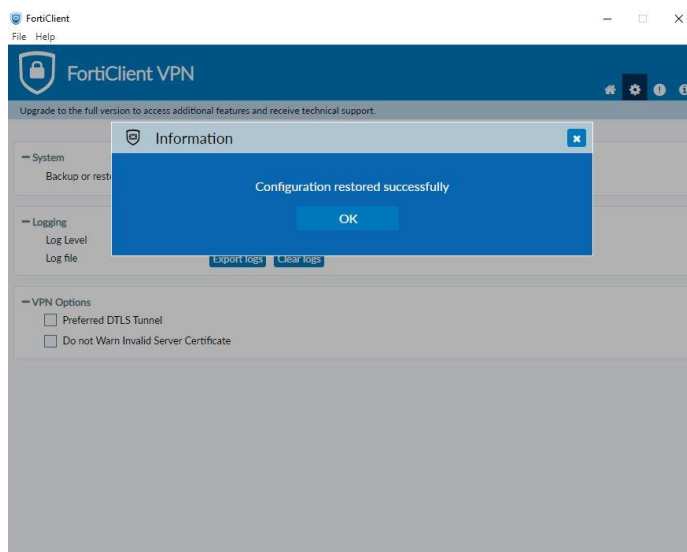 FortiClient
File Help
FortiClient VPN
Upgrade to the full version to access additional features and receive technical support.
Information
System
Backup or rest
Configuration restored successfully
OK
Logging
Log Level
Log file
Export logs Clear logs
VPN Options
Preferred DTLS Tunnel
Do not Warn Invalid Server Certificate